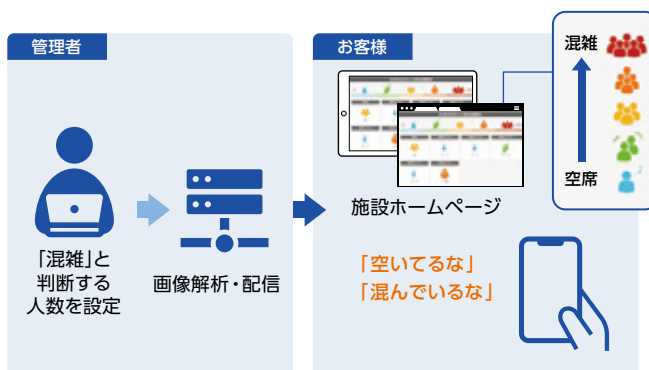 管理者
「混雑」と
判断する
人数を設定
画像解析・配信
お客様
施設ホームページ
「空いてるな」
「混んでいるな」
混雑
空席